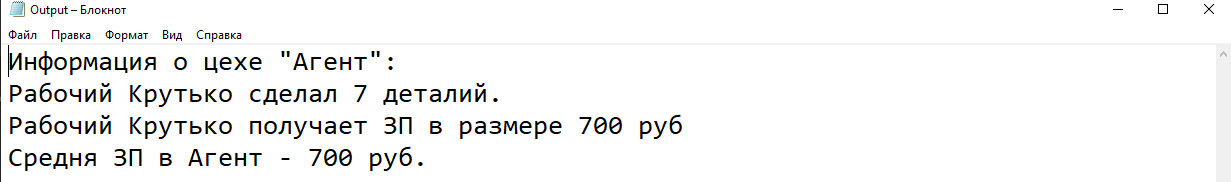 Output – Блокнот
Файл Правка Формат Вид Справка
Информация о цехе "Агент":
Рабочий Крутько сделал 7 деталий.
Рабочий Крутько получает ЗП в размере 700 руб
Средня ЗП в Агент - 700 руб.